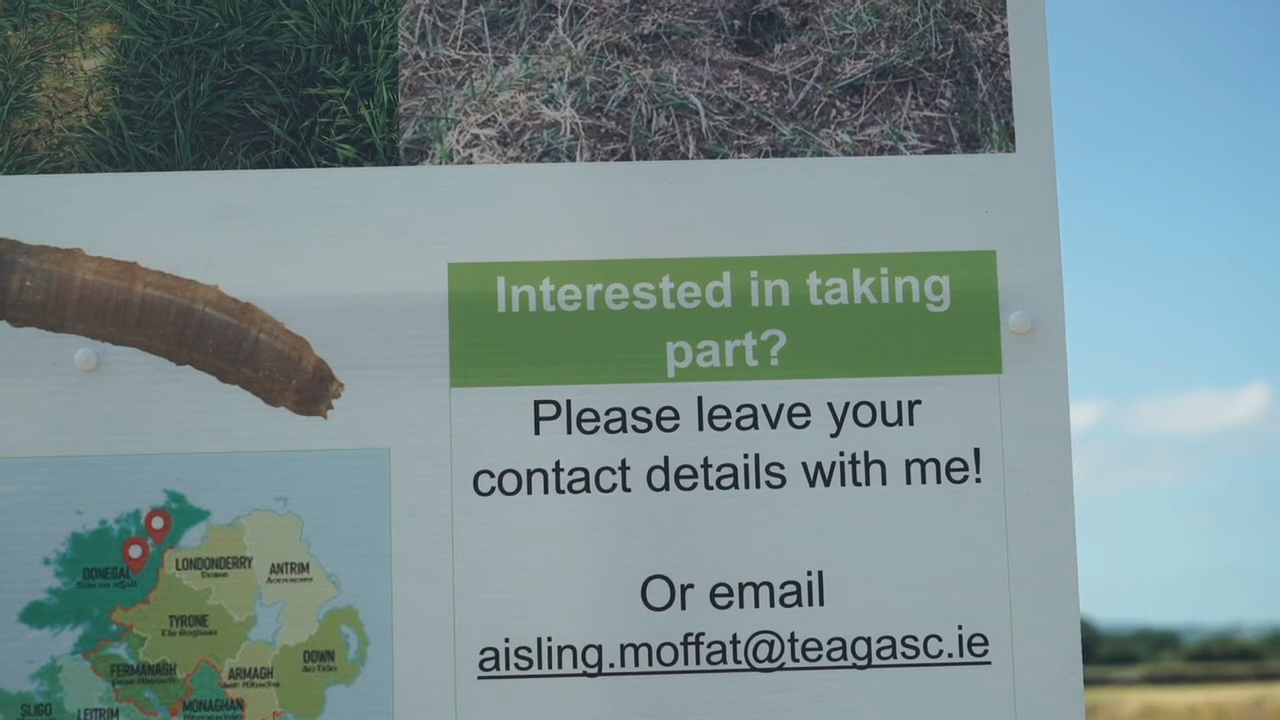 Interested in taking
part?
Please leave your
contact details with me!
Or email
aisling.moffat@teagasc.ie
DONEGAL
LONDONDERRY
ANTRIM
TYRONE
FERMANAGH
ARMAGH
DOWN
SLIGO
LEITRIM
MONAGHAN